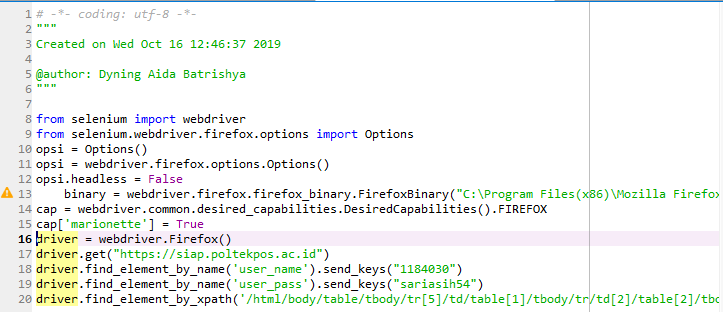 1 # -*- coding: utf-8 -*-
2 """
3 Created on Wed Oct 16 12:46:37 2019
4
5 @author: Dyning Aida Batrishya
6 """
7
8 from selenium import webdriver
9 from selenium.webdriver.firefox.options import Options
10 opsi = Options()
11 opsi = webdriver.firefox.options.Options()
12 opsi.headless = False
13     binary = webdriver.firefox.firefox_binary.FirefoxBinary("C:\Program Files(x86)\Mozilla Firefox
14 cap = webdriver.common.desired_capabilities.DesiredCapabilities().FIREFOX
15 cap['marionette'] = True
16 driver = webdriver.Firefox()
17 driver.get("https://siap.poltekpos.ac.id")
18 driver.find_element_by_name('user_name').send_keys("1184030")
19 driver.find_element_by_name('user_pass').send_keys("sariasih54")
20 driver.find_element_by_xpath('/html/body/table/tbody/tr[5]/td/table[1]/tbody/tr/td[2]/table[2]/tbo